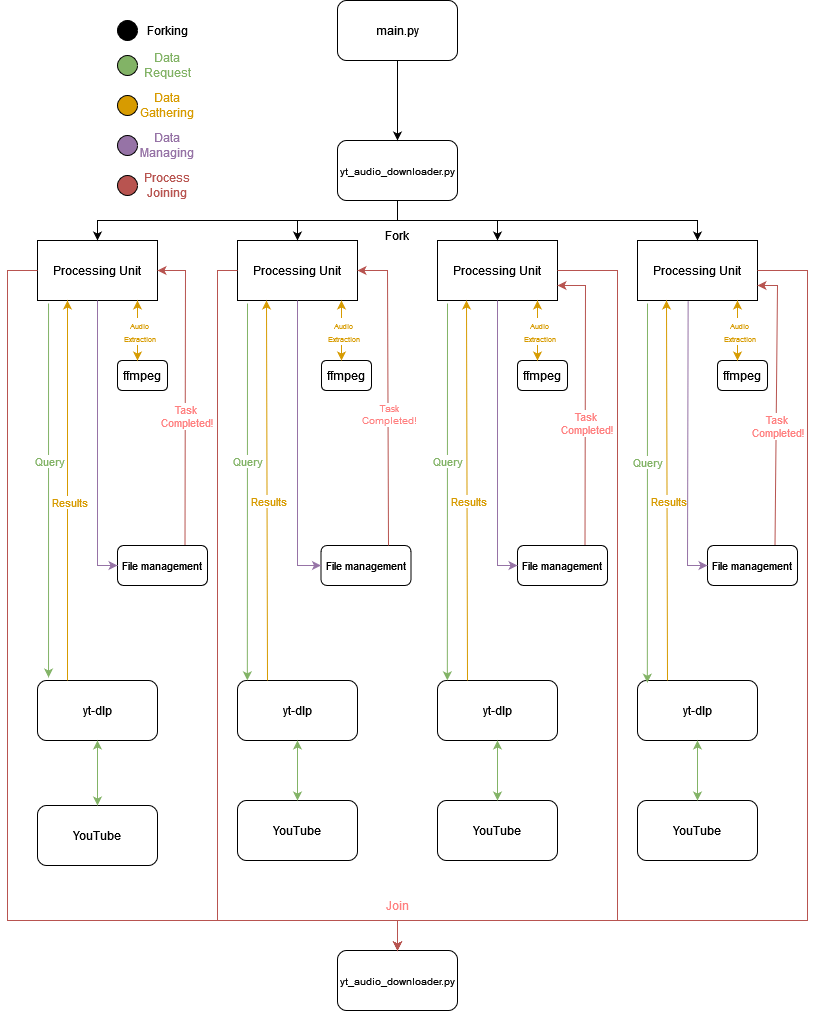 Forking
Data
Request
Data
Gathering
Data
Managing
Process
Joining
main.py
yt_audio_downloader.py
Fork
Processing Unit
Processing Unit
Processing Unit
Processing Unit
Audio
Extraction
Audio
Extraction
Audio
Extraction
Audio
Extraction
ffmpeg
ffmpeg
ffmpeg
ffmpeg
Task
Completed!
Task
Completed!
Task
Completed!
Task
Completed!
Query
Query
Query
Query
Results
Results
Results
Results
File management
File management
File management
File management
yt-dlp
yt-dlp
yt-dlp
yt-dlp
YouTube
YouTube
YouTube
YouTube
Join
yt_audio_downloader.py